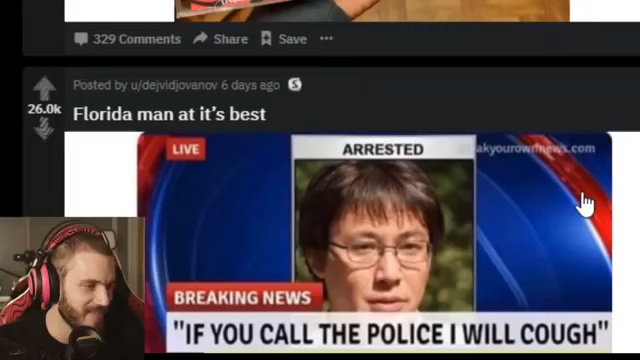 329 Comments Share Save
Posted by u/dejvidjovanov 6 days ago
26.0k
Florida man at it's best
LIVE
ARRESTED
akyourownnews.com
BREAKING NEWS
"IF YOU CALL THE POLICE I WILL COUGH"